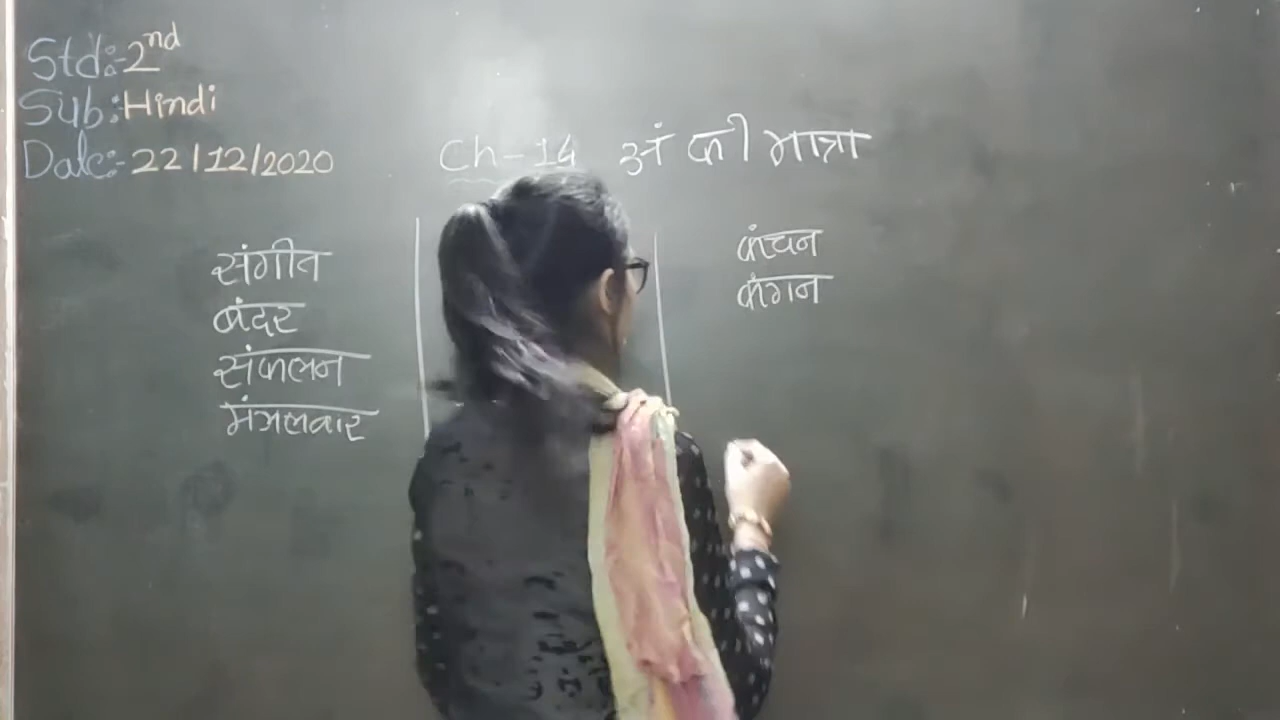 Std:-2nd
Sub:Hindi
Date:-22/12/2020
Ch-14 अं की मात्रा
संगीत
बंदर
संकलन
मंगलवार
कंचन
कंगन